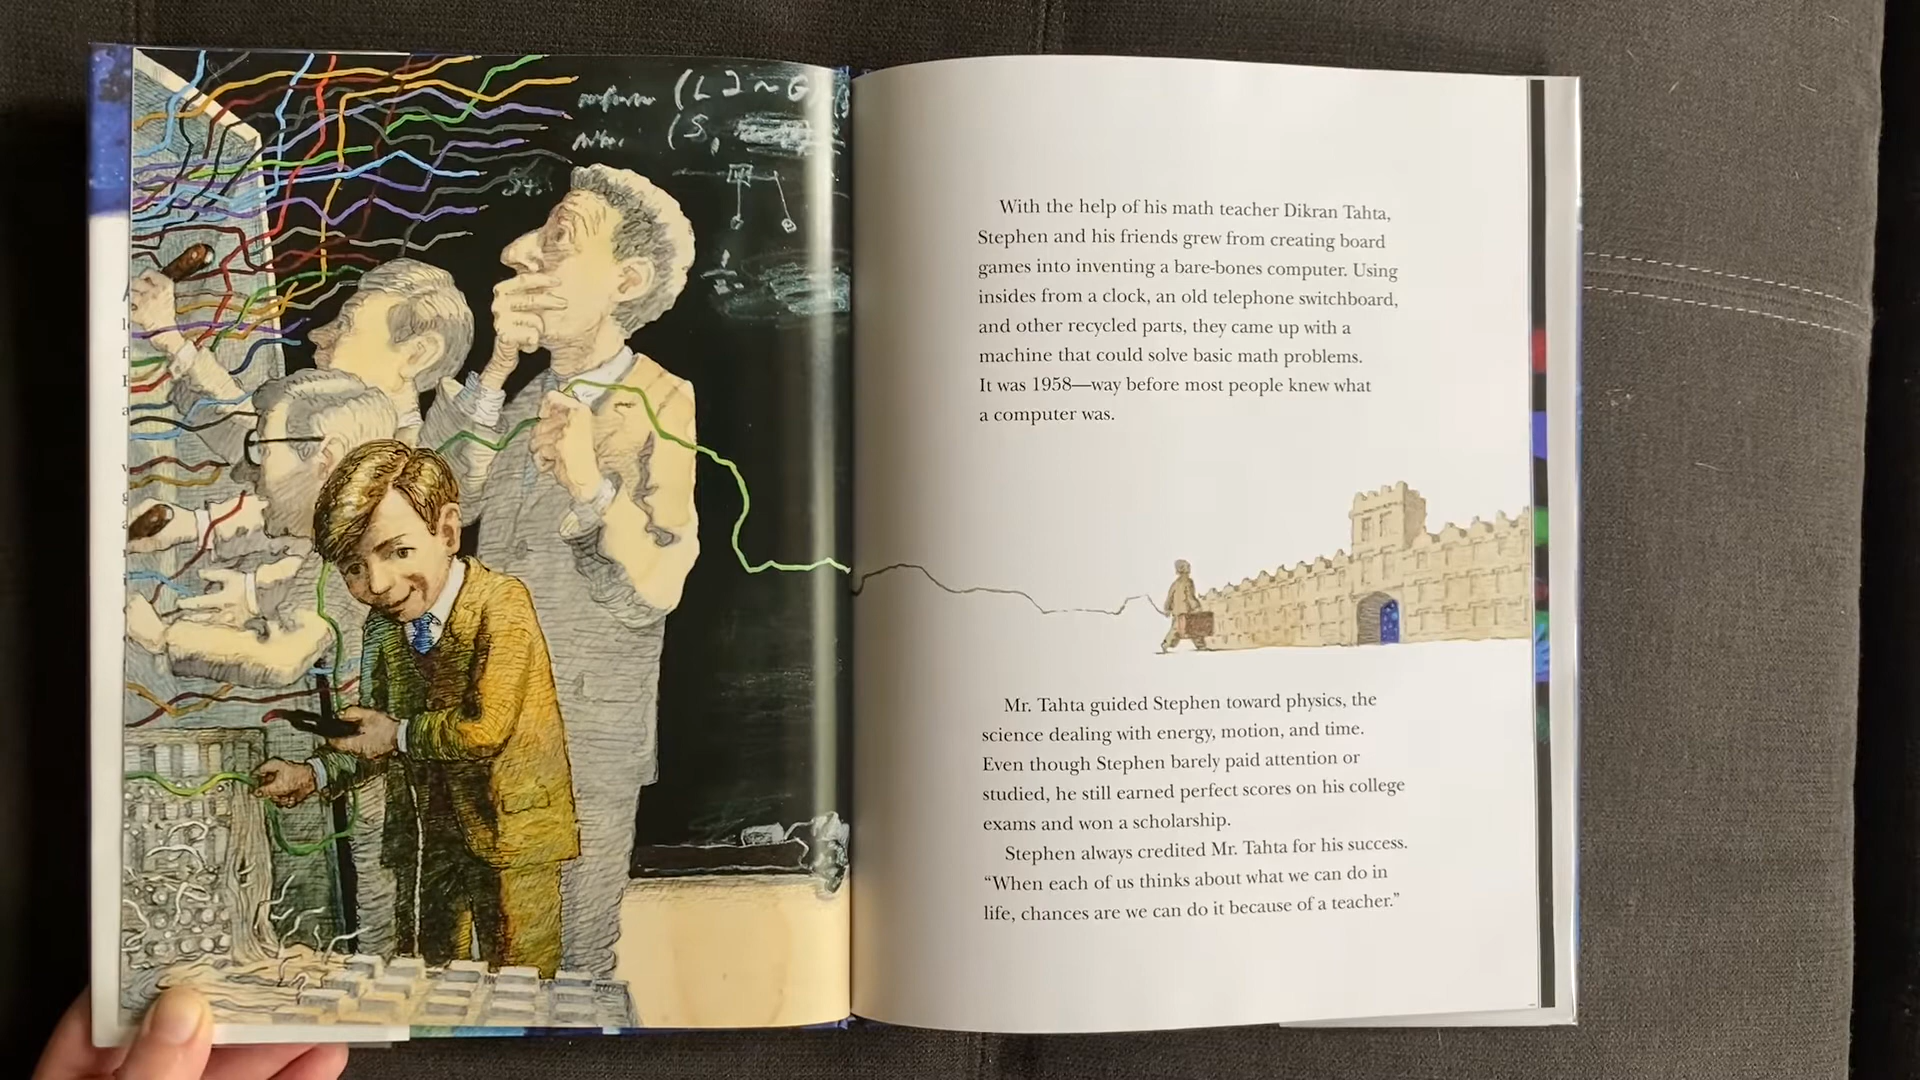 With the help of his math teacher Dikran Tahta,
Stephen and his friends grew from creating board
games into inventing a bare-bones computer. Using
insides from a clock, an old telephone switchboard,
and other recycled parts, they came up with a
machine that could solve basic math problems.
It was 1958—way before most people knew what
a computer was.
Mr. Tahta guided Stephen toward physics, the
science dealing with energy, motion, and time.
Even though Stephen barely paid attention or
studied, he still earned perfect scores on his college
exams and won a scholarship.
Stephen always credited Mr. Tahta for his success.
“When each of us thinks about what we can do in
life, chances are we can do it because of a teacher.”